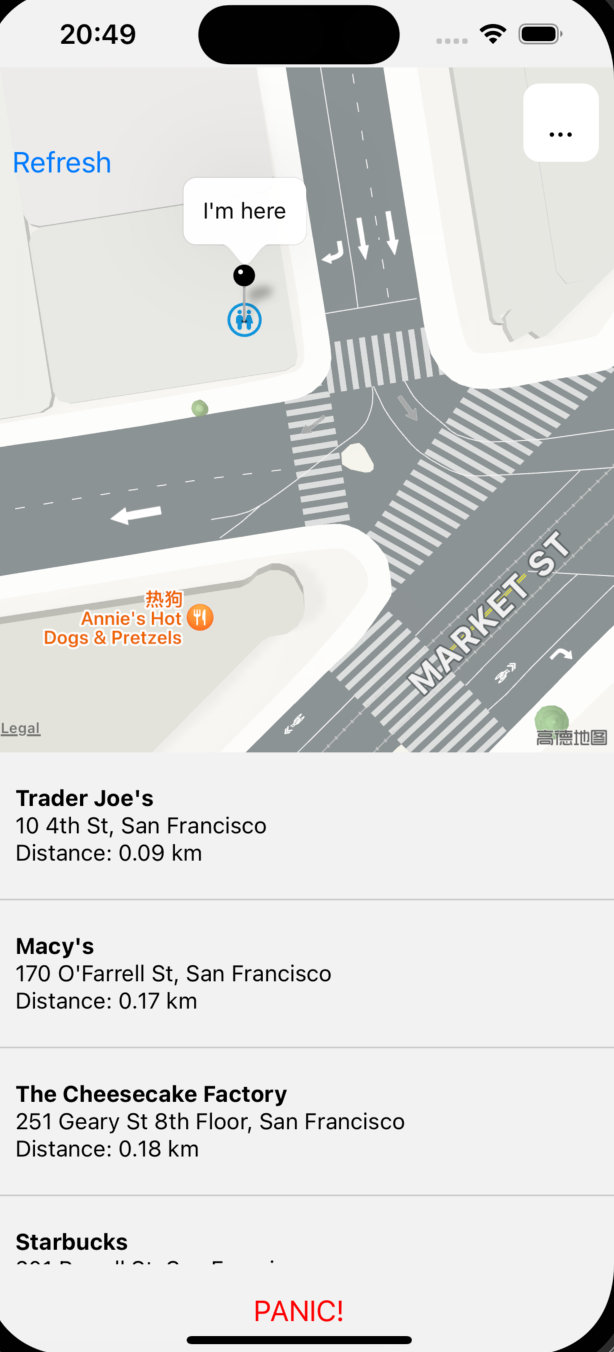 20:49
...
Refresh
I'm here
MARKET ST
热狗
Annie's Hot
Dogs & Pretzels
Legal
高德地图
Trader Joe's
10 4th St, San Francisco
Distance: 0.09 km
Macy's
170 O'Farrell St, San Francisco
Distance: 0.17 km
The Cheesecake Factory
251 Geary St 8th Floor, San Francisco
Distance: 0.18 km
Starbucks
PANIC!